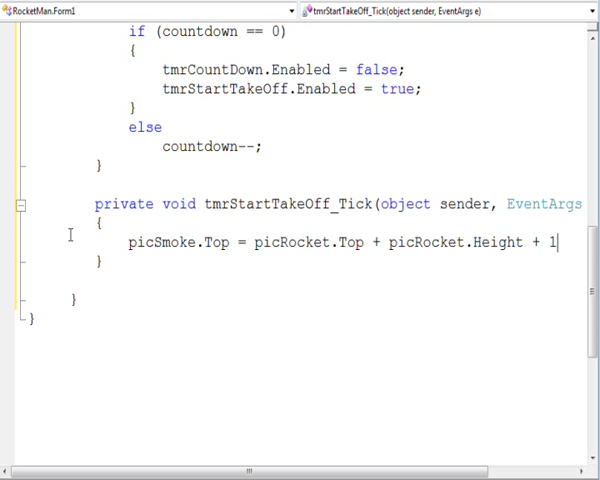 RocketMan.Form1
tmrStartTakeOff_Tick(object sender, EventArgs e)
if (countdown == 0)
{
tmrCountDown.Enabled = false;
tmrStartTakeOff.Enabled = true;
}
else
countdown--;
}
private void tmrStartTakeOff_Tick(object sender, EventArgs
{
picSmoke.Top = picRocket.Top + picRocket.Height + 1
}
}
}